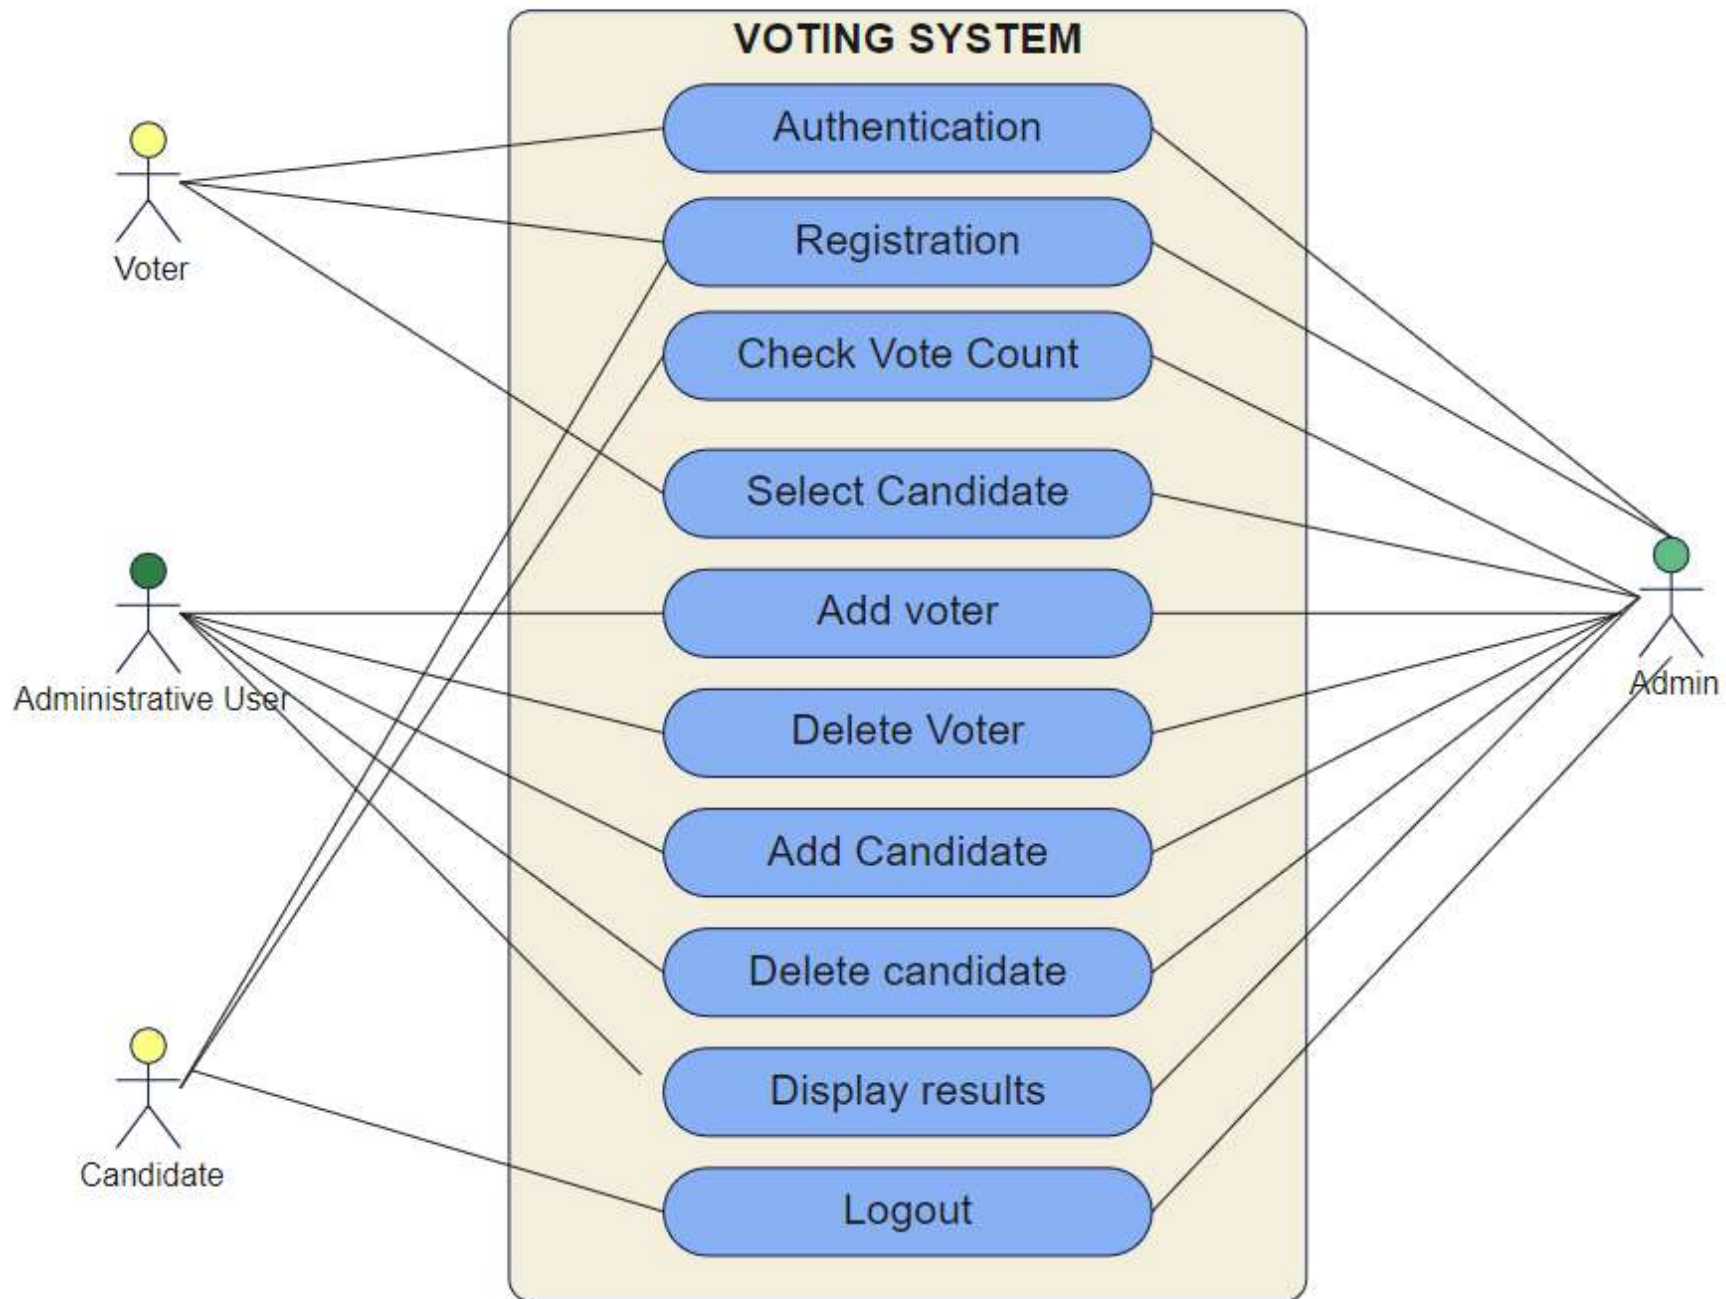 VOTING SYSTEM
Authentication
Registration
Check Vote Count
Select Candidate
Add voter
Delete Voter
Add Candidate
Delete candidate
Display results
Logout
Voter
Administrative User
Candidate
Admin